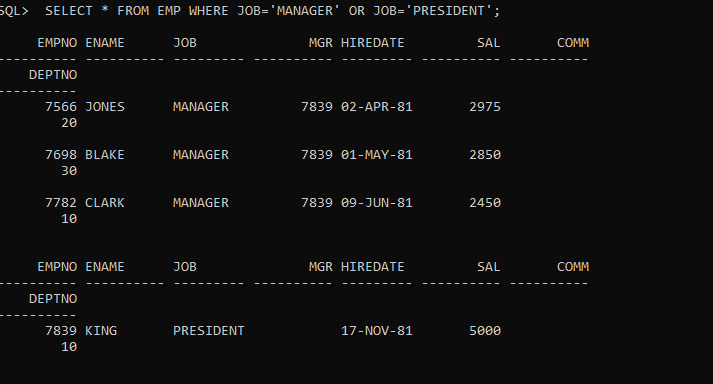 SQL>  SELECT * FROM EMP WHERE JOB='MANAGER' OR JOB='PRESIDENT';
     EMPNO ENAME      JOB              MGR HIREDATE         SAL       COMM
---------- ---------- --------- ---------- --------- ---------- ----------
    DEPTNO
----------
      7566 JONES      MANAGER         7839 02-APR-81       2975
        20
      7698 BLAKE      MANAGER         7839 01-MAY-81       2850
        30
      7782 CLARK      MANAGER         7839 09-JUN-81       2450
        10
     EMPNO ENAME      JOB              MGR HIREDATE         SAL       COMM
---------- ---------- --------- ---------- --------- ---------- ----------
    DEPTNO
----------
      7839 KING       PRESIDENT            17-NOV-81       5000
        10